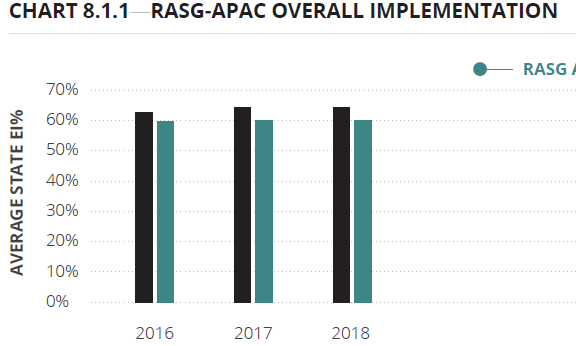 CHART 8.1.1—RASG-APAC OVERALL IMPLEMENTATION
RASG A
AVERAGE STATE EI%
70%
60%
50%
40%
30%
20%
10%
0%
2016 2017 2018